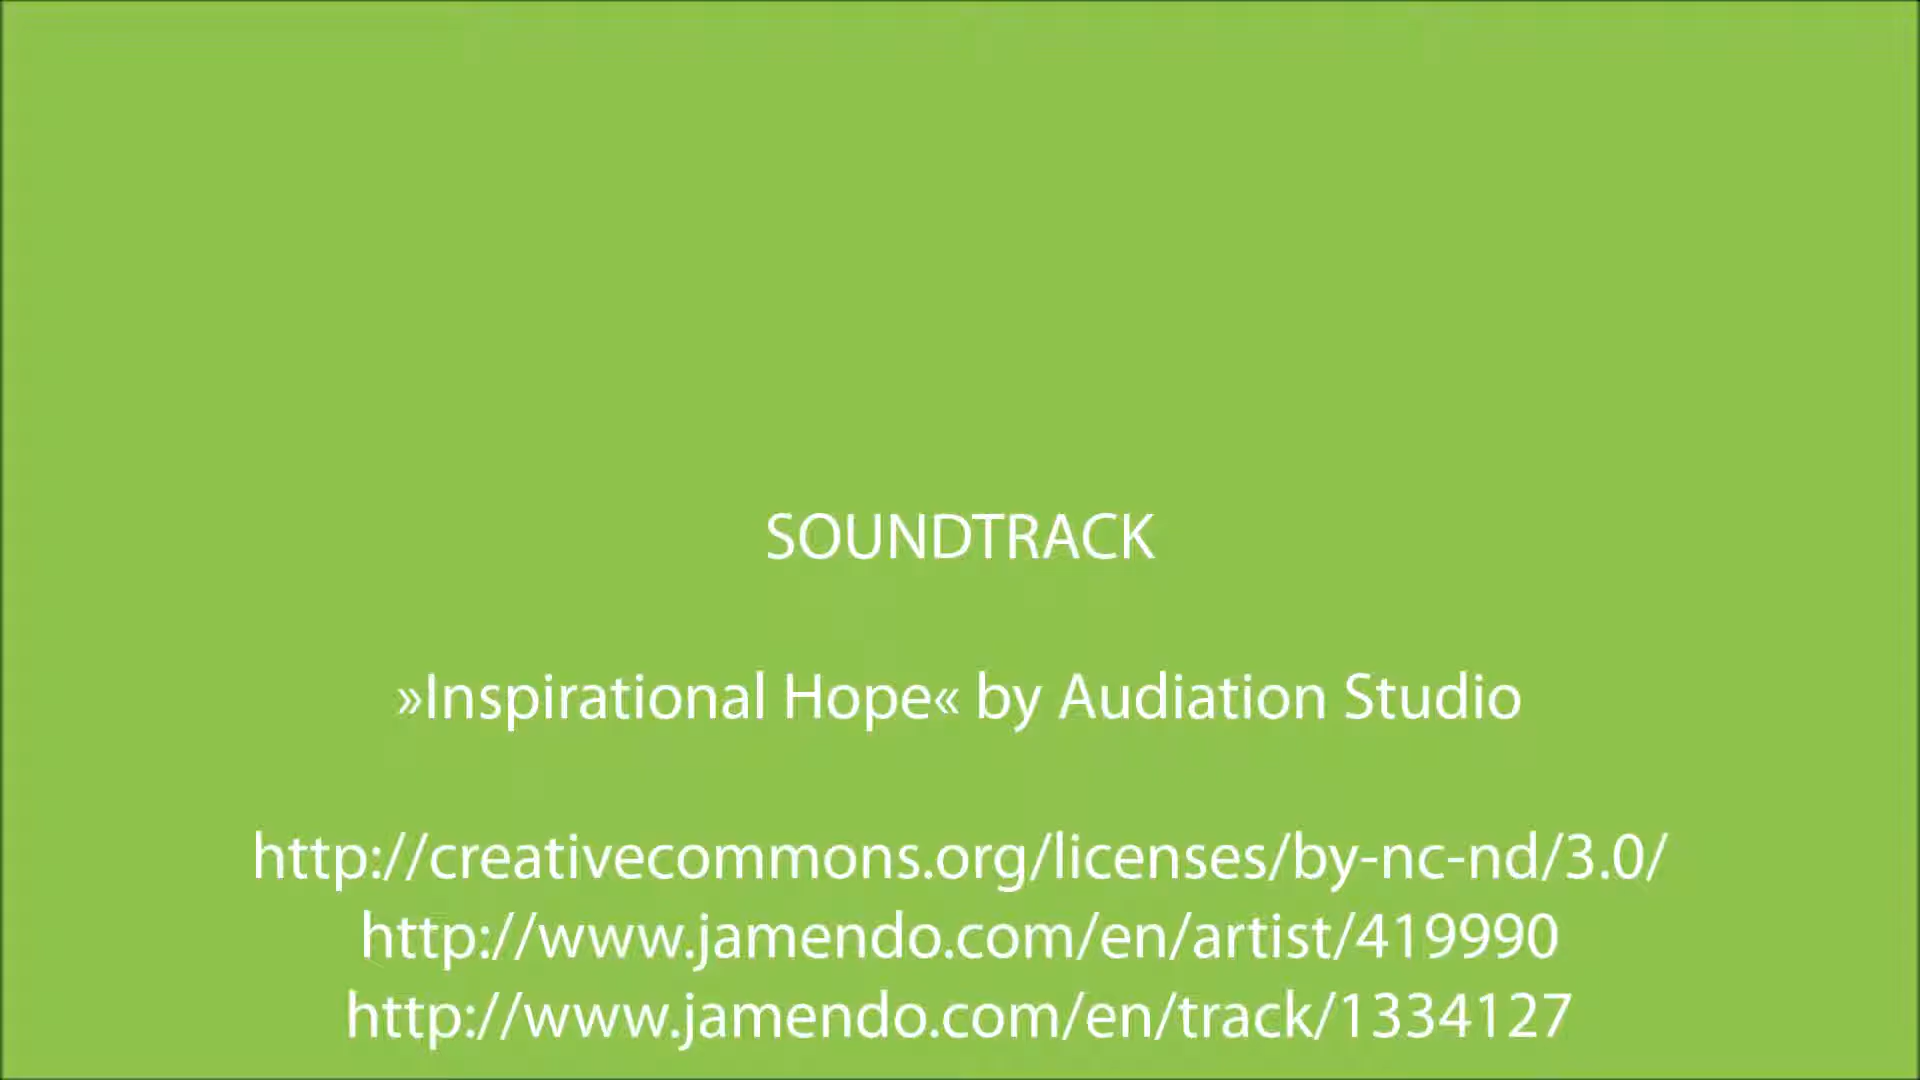 SOUNDTRACK
»Inspirational Hope« by Audiation Studio
http://creativecommons.org/licenses/by-nc-nd/3.0/
http://www.jamendo.com/en/artist/419990
http://www.jamendo.com/en/track/1334127